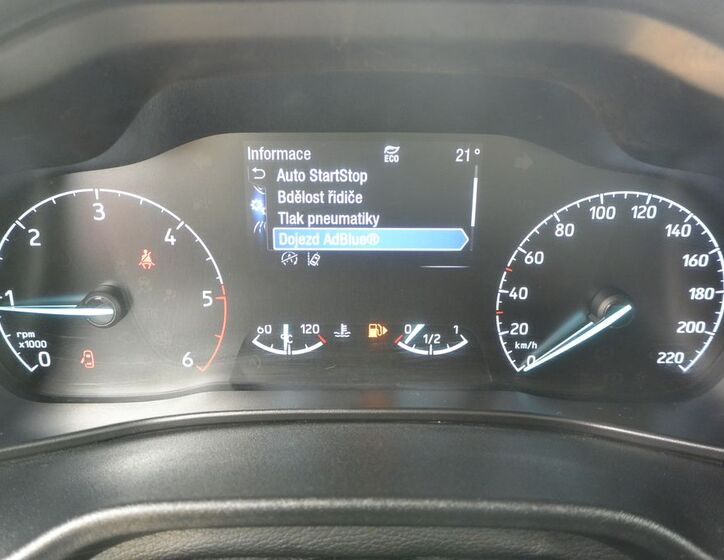 Informace
ECO
21°
Auto StartStop
Bdělost řidiče
Tlak pneumatiky
Dojezd AdBlue®
0 1 2 3 4 5 6
rpm
x1000
60 120
°C
0 1/2 1
0 20 40 60 80 100 120 140 160 180 200 220
km/h